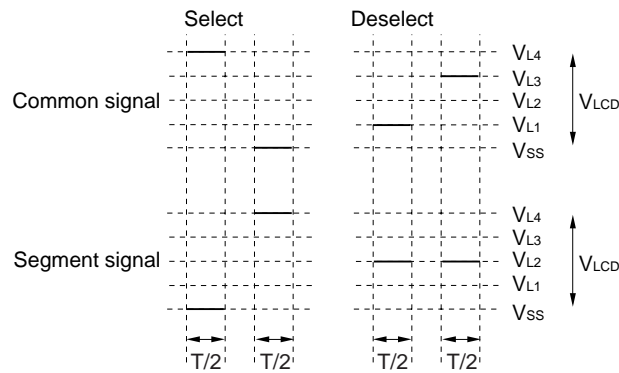 Select Deselect
VL4
VL3
Common signal VL2 VLCD
VL1
VSS
VL4
VL3
Segment signal VL2 VLCD
VL1
VSS
T/2 T/2 T/2 T/2